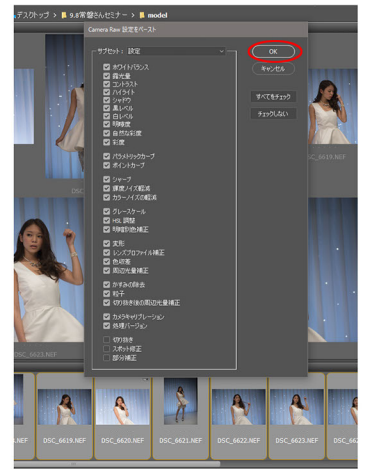 デスクトップ > 9.8常磐さんセミナー > model
Camera Raw 設定をペースト
サブセット： 設定
OK
キャンセル
すべてをチェック
チェックしない
ホワイトバランス
露光量
コントラスト
ハイライト
シャドウ
黒レベル
白レベル
明瞭度
自然な彩度
彩度
パラメトリックカーブ
ポイントカーブ
シャープ
輝度ノイズ軽減
カラーノイズの軽減
グレースケール
HSL 調整
明暗別色補正
変形
レンズプロファイル補正
色収差
周辺光量補正
かすみの除去
粒子
切り抜き後の周辺光量補正
カメラキャリブレーション
処理バージョン
切り抜き
スポット修正
部分補正
DSC
SC_6619.NEF
DSC_6623.NEF
.NEF
DSC_6619.NEF
DSC_6620.NEF
DSC_6621.NEF
DSC_6622.NEF
DSC_6623.NEF
DSC_66